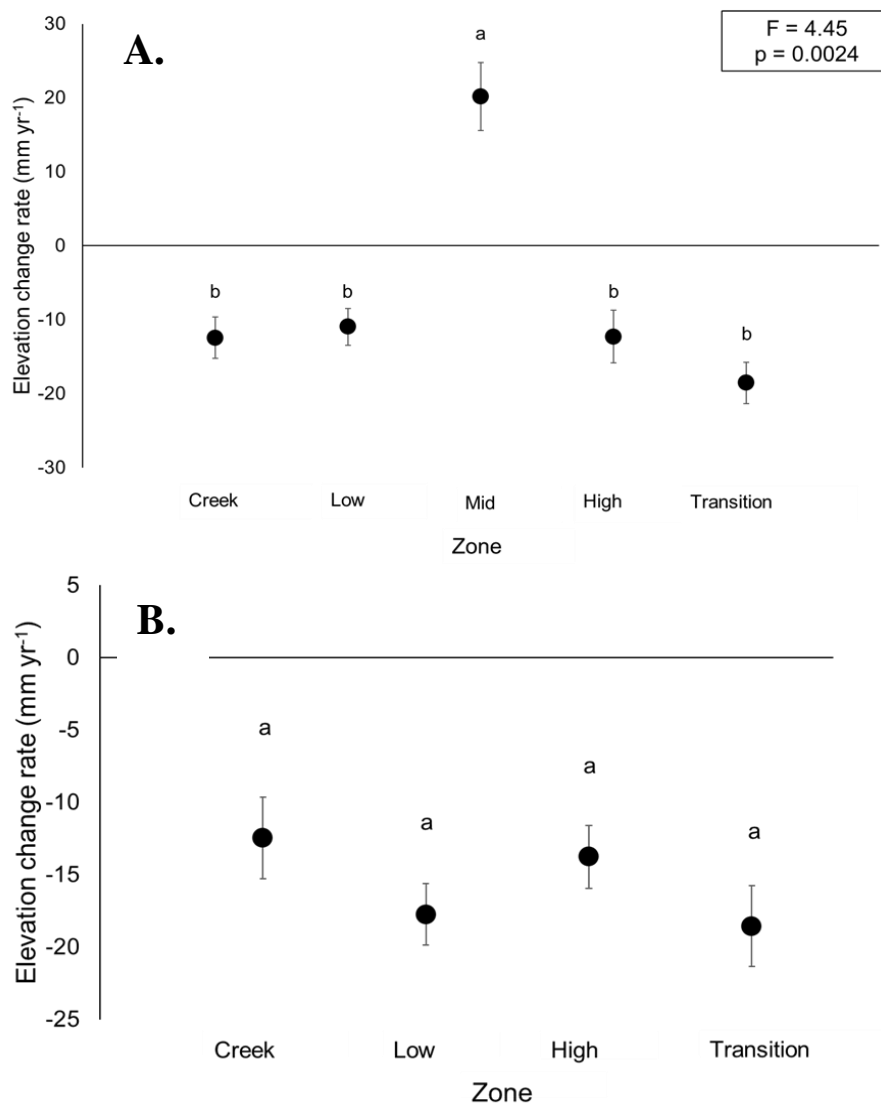 A.
F = 4.45
p = 0.0024
Elevation change rate (mm yr⁻¹)
30
20
10
0
-10
-20
-30
a
b
b
b
b
Creek
Low
Mid
High
Transition
Zone
B.
Elevation change rate (mm yr⁻¹)
5
0
-5
-10
-15
-20
-25
a
a
a
a
Creek
Low
High
Transition
Zone